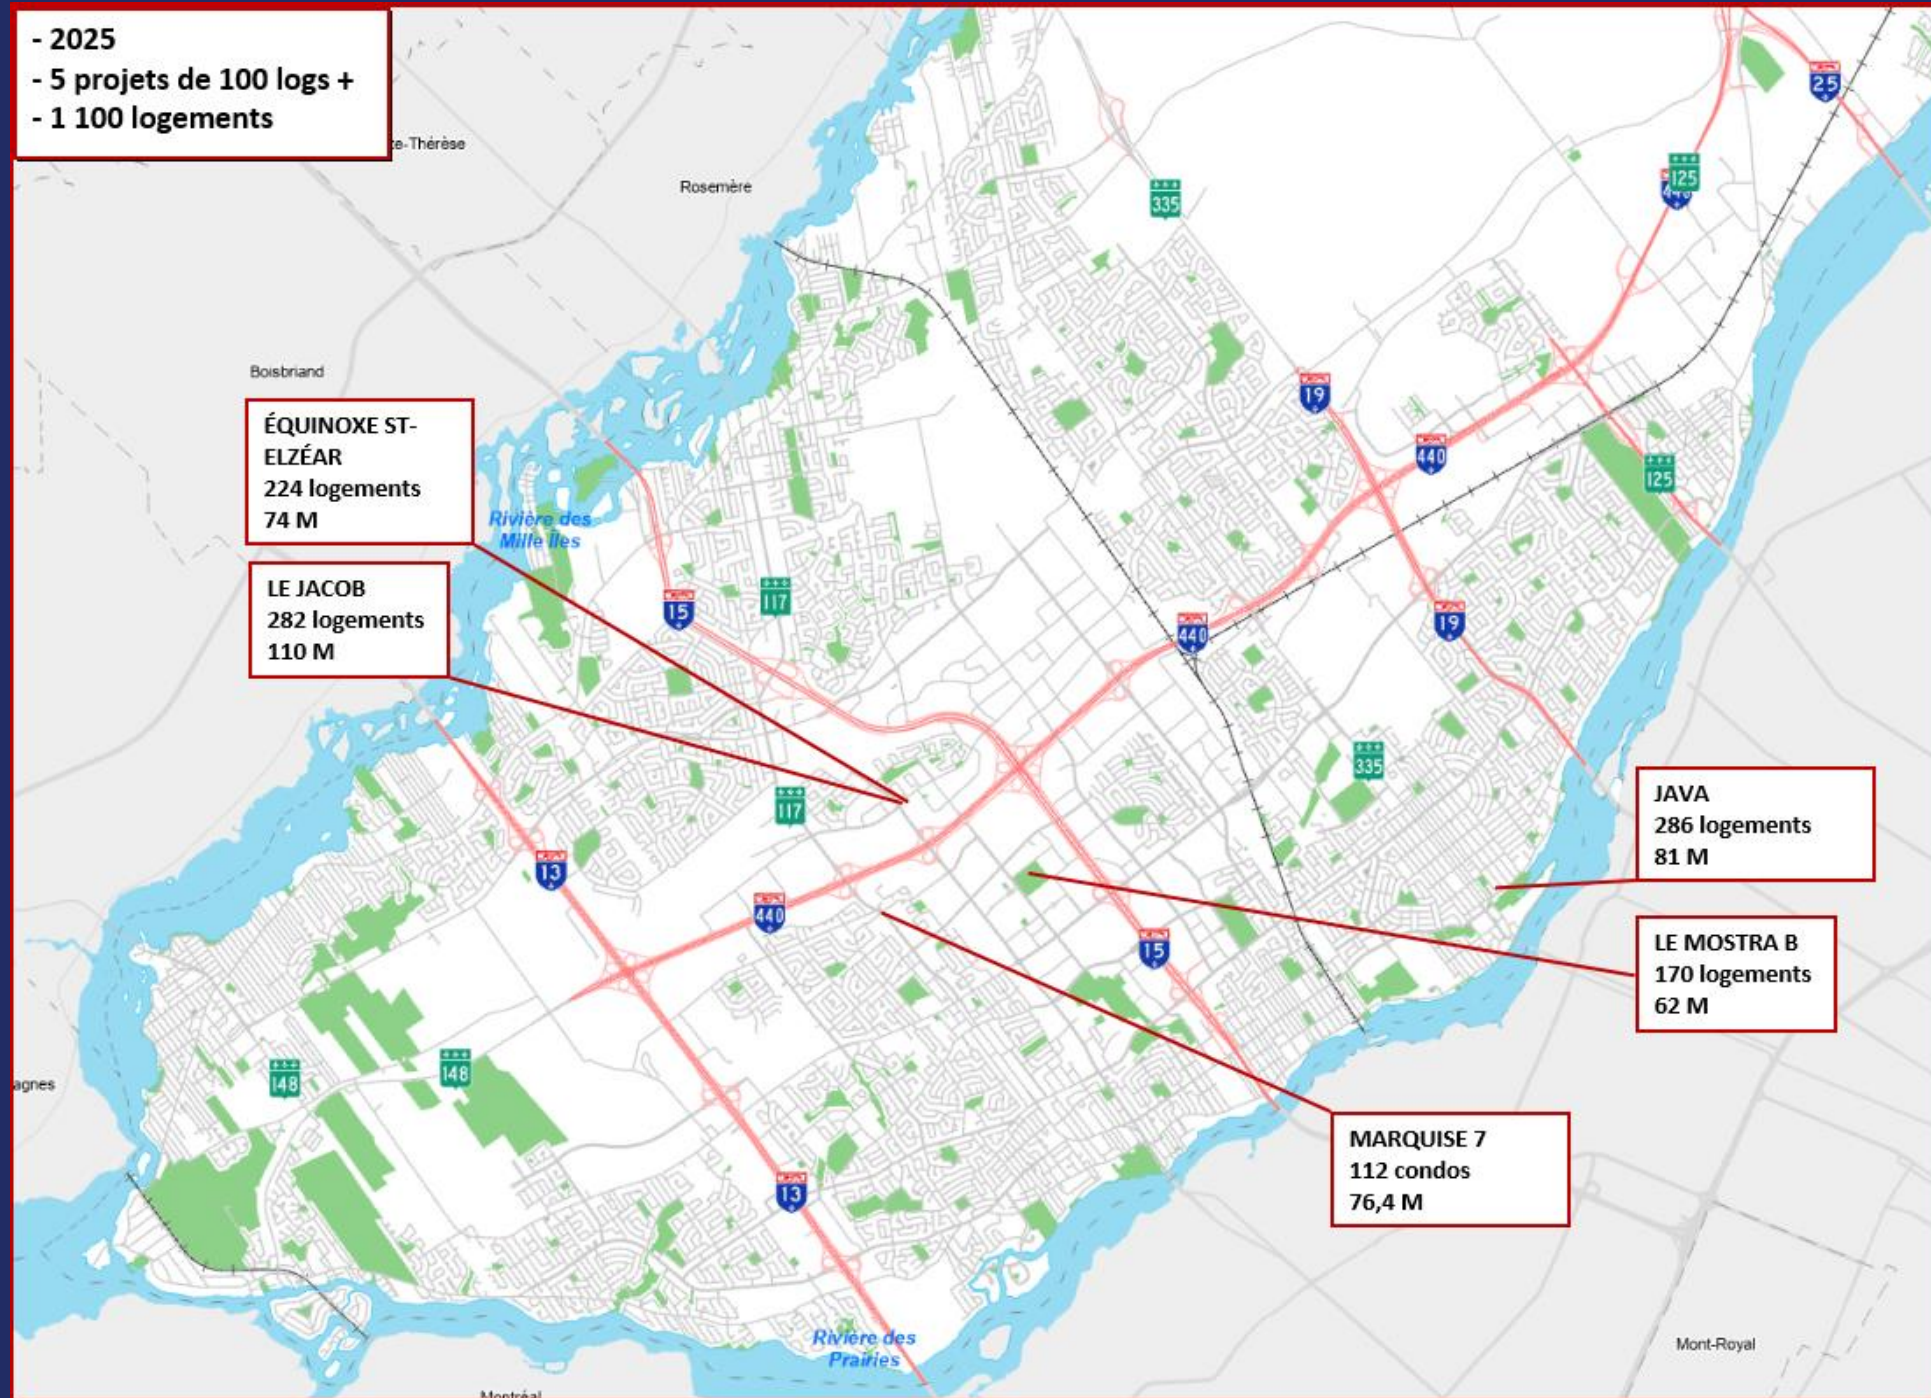 - 2025
- 5 projets de 100 logs +
- 1 100 logements
te-Thérèse
Rosemère
Boisbriand
25
125
335
19
440
125
ÉQUINOXE ST-
ELZÉAR
224 logements
74 M
Rivière des
Mille Îles
LE JACOB
282 logements
110 M
15
117
440
19
335
117
JAVA
286 logements
81 M
13
440
15
LE MOSTRA B
170 logements
62 M
148
148
agnes
MARQUISE 7
112 condos
76,4 M
13
Rivière des
Prairies
Mont-Royal
Montréal